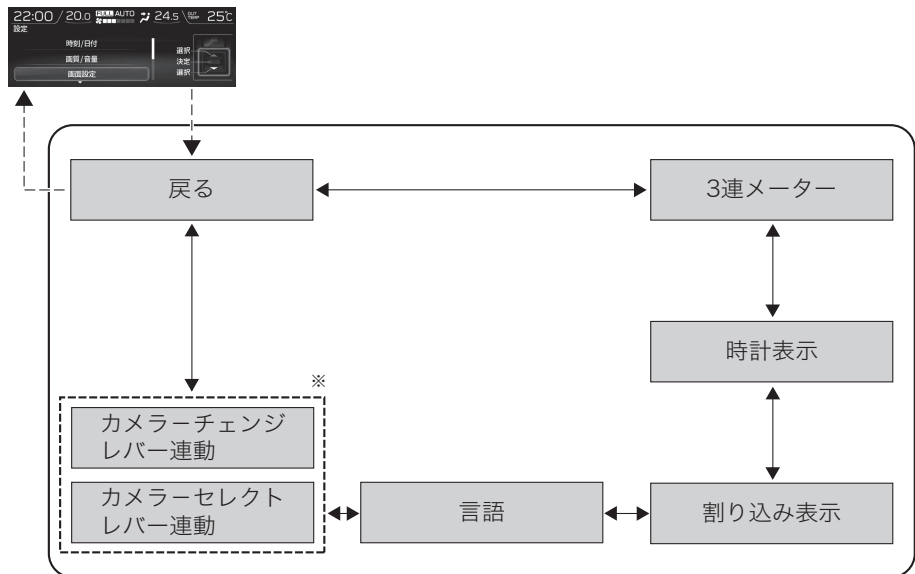 22:00 / 20.0 FULL AUTO 24.5 OUT TEMP 25℃
設定
時刻/日付
画質/音量
画面設定
選択
決定
選択
戻る
3連メーター
時計表示
※
カメラーチェンジ
レバー連動
カメラーセレクト
レバー連動
言語
割り込み表示